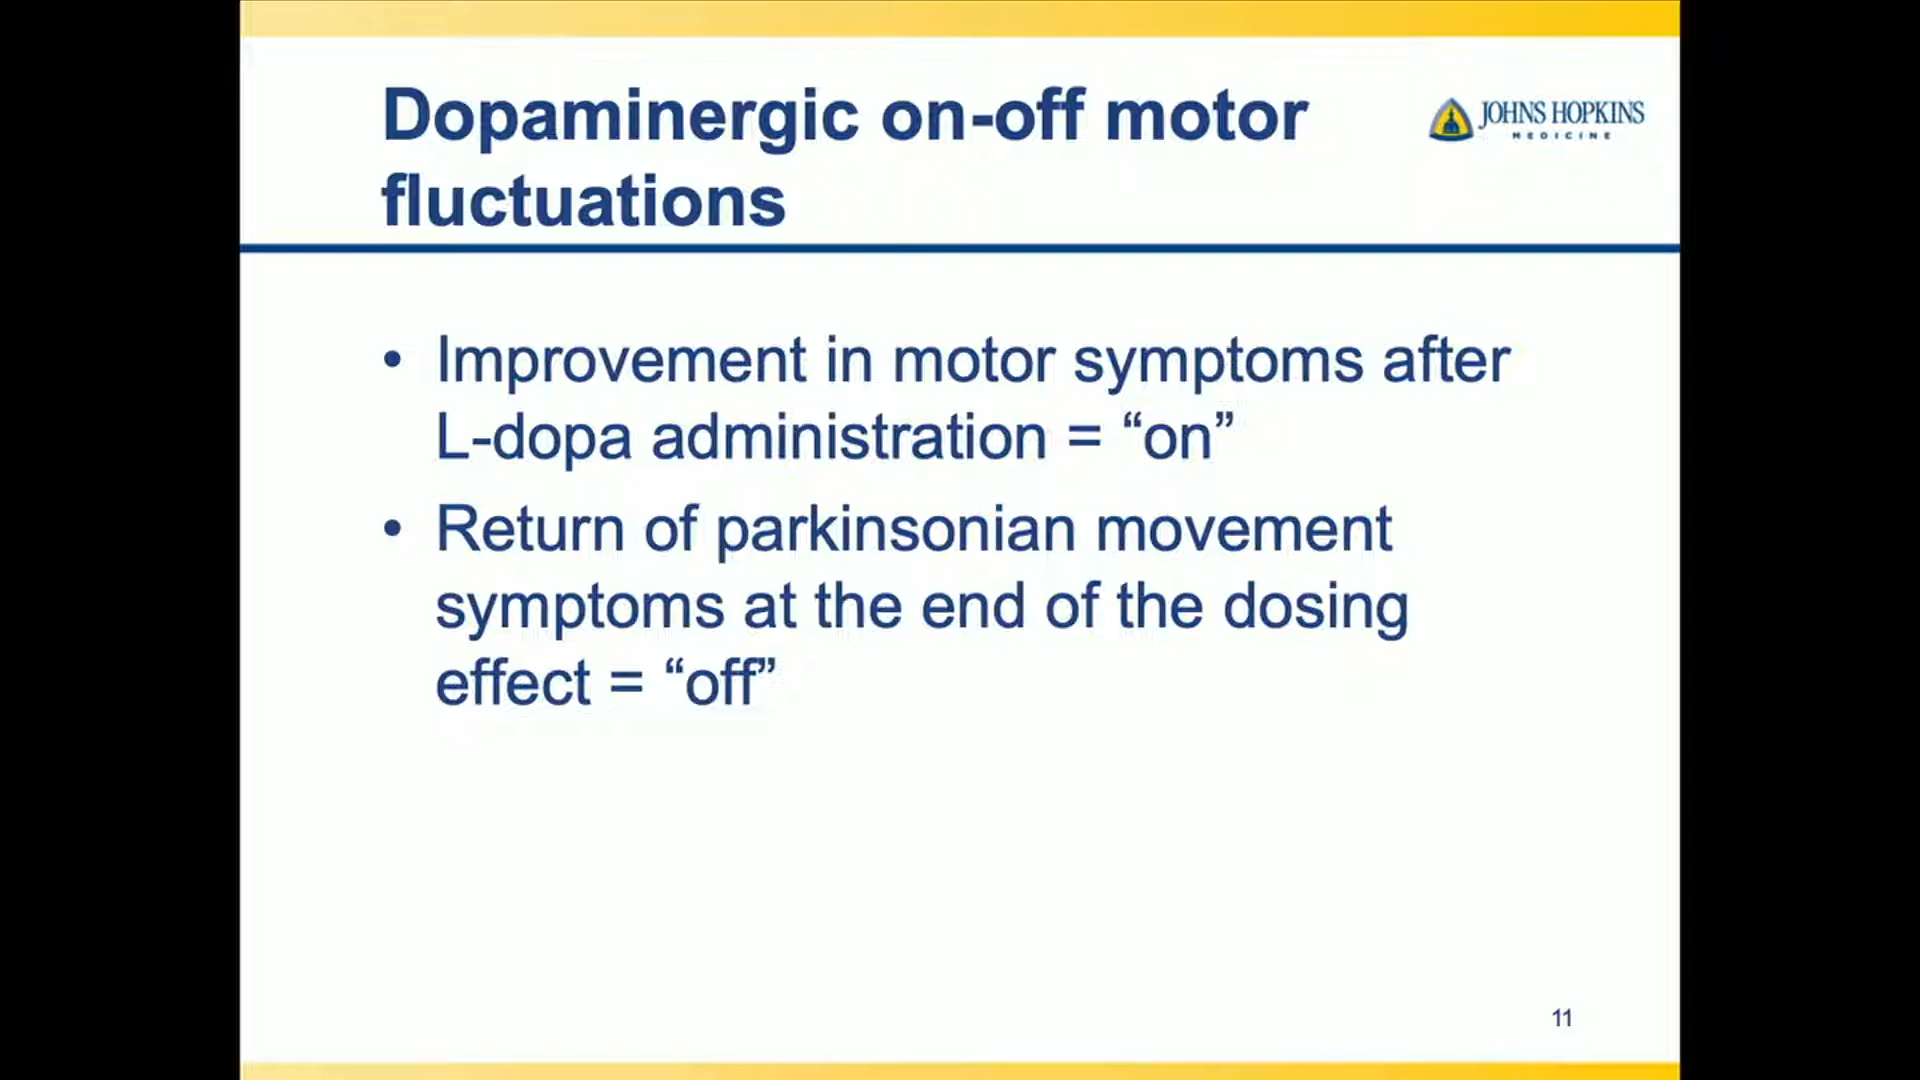 Dopaminergic on-off motor
fluctuations
JOHNS HOPKINS
MEDICINE
• Improvement in motor symptoms after
L-dopa administration = “on”
• Return of parkinsonian movement
symptoms at the end of the dosing
effect = “off”
11